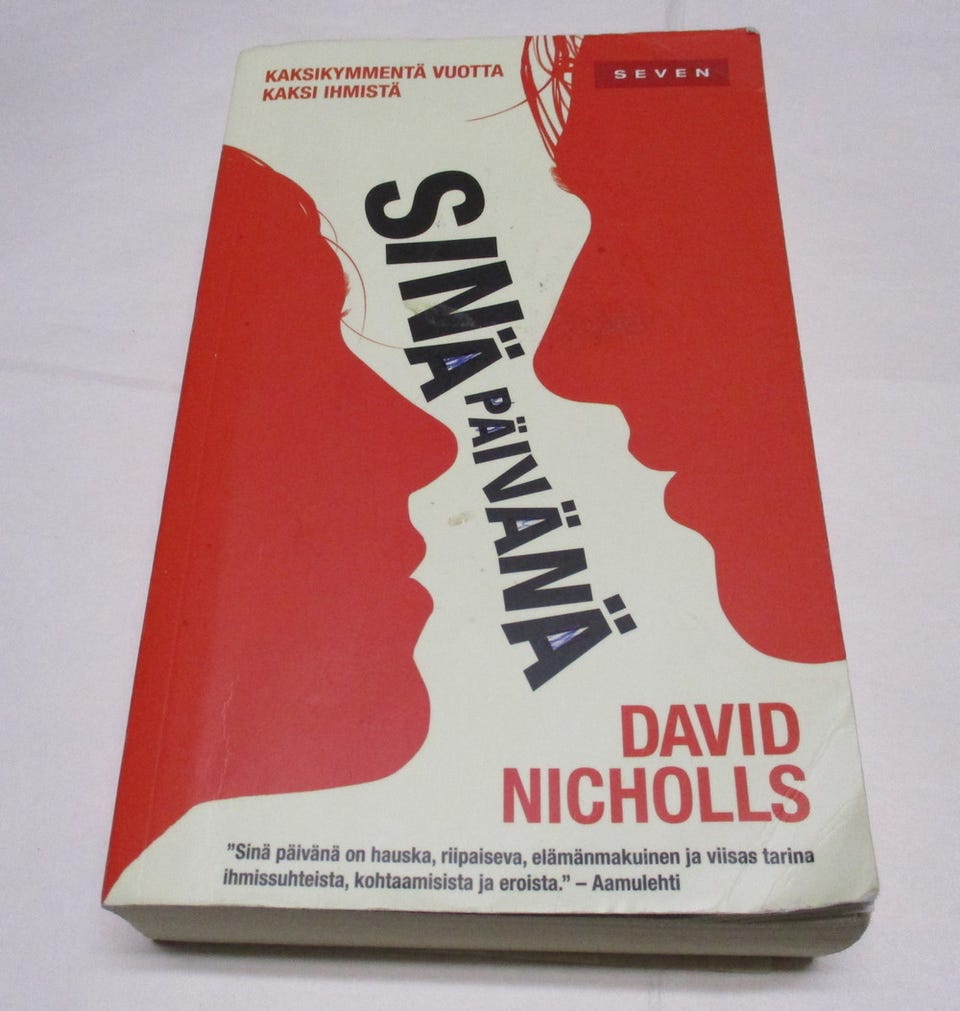 KAKSIKYMMENTÄ VUOTTA
KAKSI IHMISTÄ
SEVEN
SINÄ PÄIVÄNÄ
DAVID
NICHOLLS
”Sinä päivänä on hauska, riipaiseva, elämänmakuinen ja viisas tarina
ihmissuhteista, kohtaamisista ja eroista.” – Aamulehti